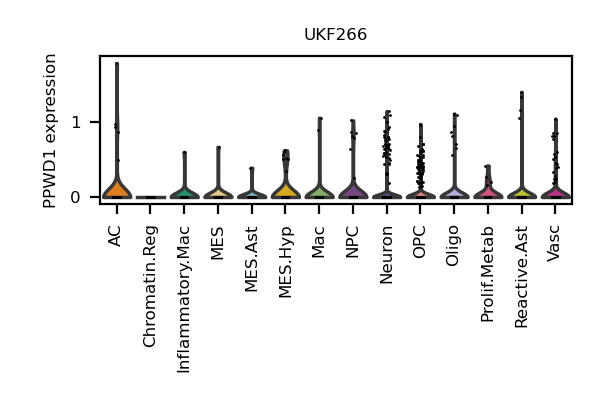 UKF266
PPWD1 expression
1
0
AC
Chromatin.Reg
Inflammatory.Mac
MES
MES.Ast
MES.Hyp
Mac
NPC
Neuron
OPC
Oligo
Prolif.Metab
Reactive.Ast
Vasc